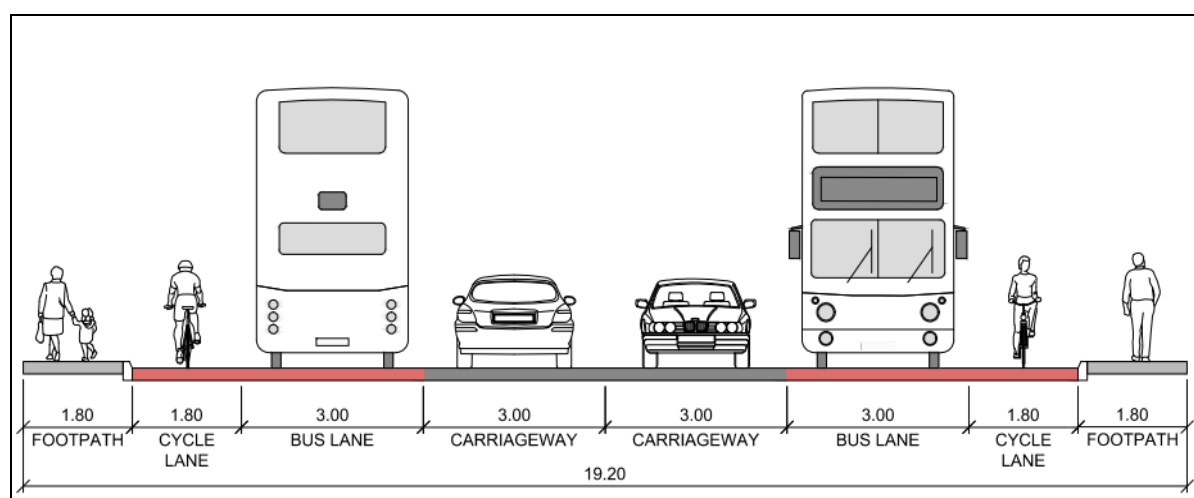 1.80 1.80 3.00 3.00 3.00 3.00 1.80 1.80
FOOTPATH CYCLE LANE BUS LANE CARRIAGEWAY CARRIAGEWAY BUS LANE CYCLE LANE FOOTPATH
19.20